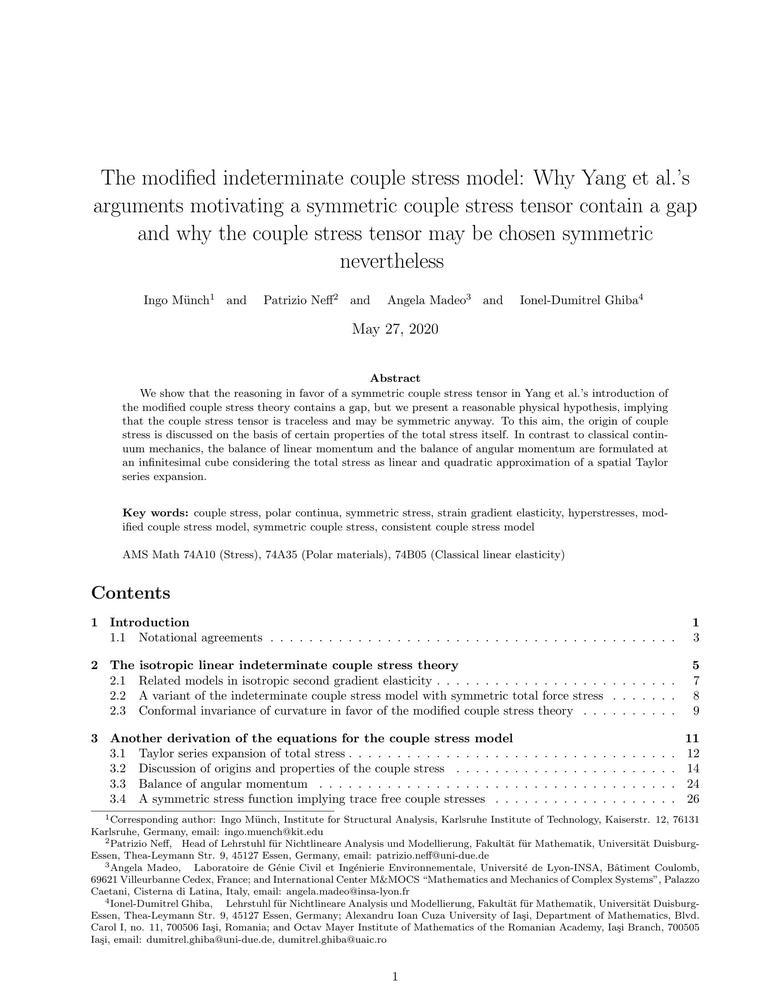 The modified indeterminate couple stress model: Why Yang et al.'s
arguments motivating a symmetric couple stress tensor contain a gap
and why the couple stress tensor may be chosen symmetric
nevertheless
Ingo Münch1 and Patrizio Neff2 and Angela Madeo3 and Ionel-Dumitrel Ghiba4
May 27, 2020
Abstract
We show that the reasoning in favor of a symmetric couple stress tensor in Yang et al.'s introduction of
the modified couple stress theory contains a gap, but we present a reasonable physical hypothesis, implying
that the couple stress tensor is traceless and may be symmetric anyway. To this aim, the origin of couple
stress is discussed on the basis of certain properties of the total stress itself. In contrast to classical contin-
uum mechanics, the balance of linear momentum and the balance of angular momentum are formulated at
an infinitesimal cube considering the total stress as linear and quadratic approximation of a spatial Taylor
series expansion.
Key words: couple stress, polar continua, symmetric stress, strain gradient elasticity, hyperstresses, mod-
ified couple stress model, symmetric couple stress, consistent couple stress model
AMS Math 74A10 (Stress), 74A35 (Polar materials), 74B05 (Classical linear elasticity)
Contents
1 Introduction 1
1.1 Notational agreements . . . . . . . . . . . . . . . . . . . . . . . . . . . . . . . . . . . . . . . . . . 3
2 The isotropic linear indeterminate couple stress theory 5
2.1 Related models in isotropic second gradient elasticity . . . . . . . . . . . . . . . . . . . . . . . . . 7
2.2 A variant of the indeterminate couple stress model with symmetric total force stress . . . . . . . 8
2.3 Conformal invariance of curvature in favor of the modified couple stress theory . . . . . . . . . . 9
3 Another derivation of the equations for the couple stress model 11
3.1 Taylor series expansion of total stress . . . . . . . . . . . . . . . . . . . . . . . . . . . . . . . . . . 12
3.2 Discussion of origins and properties of the couple stress . . . . . . . . . . . . . . . . . . . . . . . 14
3.3 Balance of angular momentum . . . . . . . . . . . . . . . . . . . . . . . . . . . . . . . . . . . . . 24
3.4 A symmetric stress function implying trace free couple stresses . . . . . . . . . . . . . . . . . . . 26
1Corresponding author: Ingo Münch, Institute for Structural Analysis, Karlsruhe Institute of Technology, Kaiserstr. 12, 76131
Karlsruhe, Germany, email: ingo.muench@kit.edu
2Patrizio Neff, Head of Lehrstuhl für Nichtlineare Analysis und Modellierung, Fakultät für Mathematik, Universität Duisburg-
Essen, Thea-Leymann Str. 9, 45127 Essen, Germany, email: patrizio.neff@uni-due.de
3Angela Madeo, Laboratoire de Génie Civil et Ingénierie Environnementale, Université de Lyon-INSA, Bâtiment Coulomb,
69621 Villeurbanne Cedex, France; and International Center M&MOCS “Mathematics and Mechanics of Complex Systems”, Palazzo
Caetani, Cisterna di Latina, Italy, email: angela.madeo@insa-lyon.fr
4Ionel-Dumitrel Ghiba, Lehrstuhl für Nichtlineare Analysis und Modellierung, Fakultät für Mathematik, Universität Duisburg-
Essen, Thea-Leymann Str. 9, 45127 Essen, Germany; Alexandru Ioan Cuza University of Iaşi, Department of Mathematics, Blvd.
Carol I, no. 11, 700506 Iaşi, Romania; and Octav Mayer Institute of Mathematics of the Romanian Academy, Iaşi Branch, 700505
Iaşi, email: dumitrel.ghiba@uni-due.de, dumitrel.ghiba@uaic.ro
1